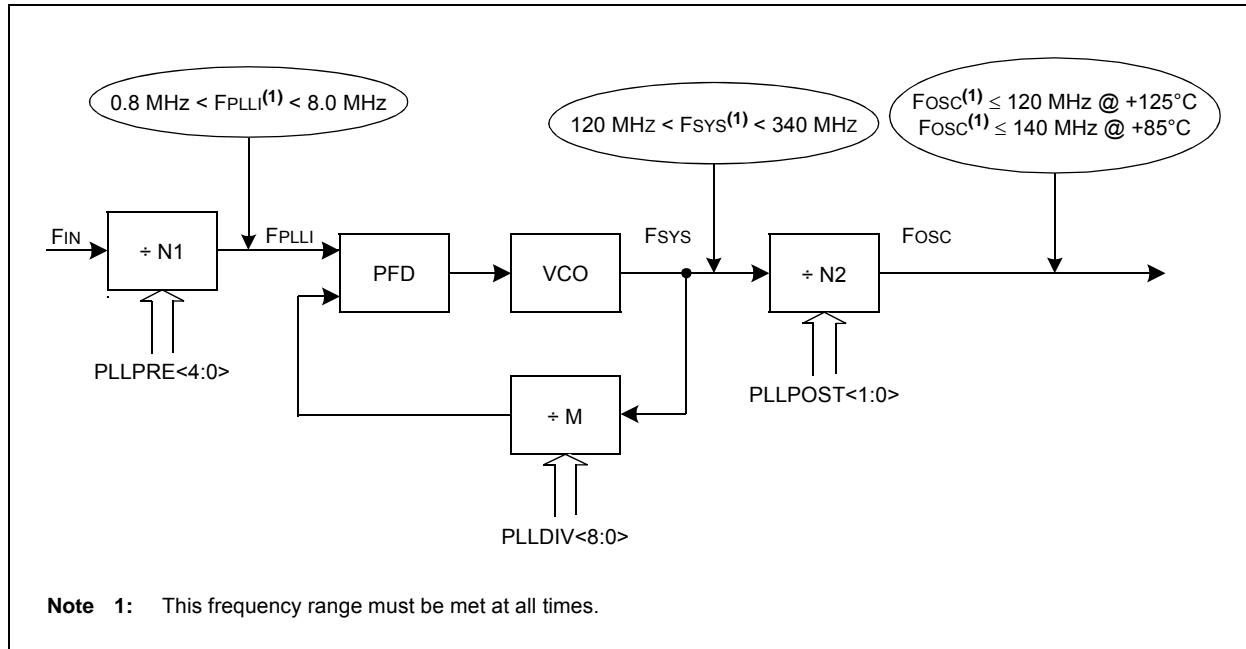 0.8 MHZ < FPLLI(1) < 8.0 MHZ
120 MHZ < FSYS(1) < 340 MHZ
FOSC(1) ≤ 120 MHz @ +125°C
FOSC(1) ≤ 140 MHz @ +85°C
FIN
÷ N1
FPLLI
PFD
VCO
FSYS
÷ N2
FOSC
PLLPRE<4:0>
÷ M
PLLPOST<1:0>
PLLDIV<8:0>
Note 1: This frequency range must be met at all times.